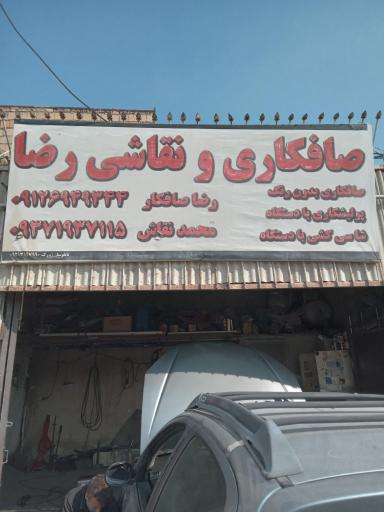 صافکاری و نقاشی رضا
صافکاری بدون رنگ
پولیشکاری با دستگاه
شاسی کشی با دستگاه
رضا صافکار ۰۹۱۲۶۹۴۹۳۴۴
محمد نقاش ۰۹۳۷۱۹۳۷۱۱۵